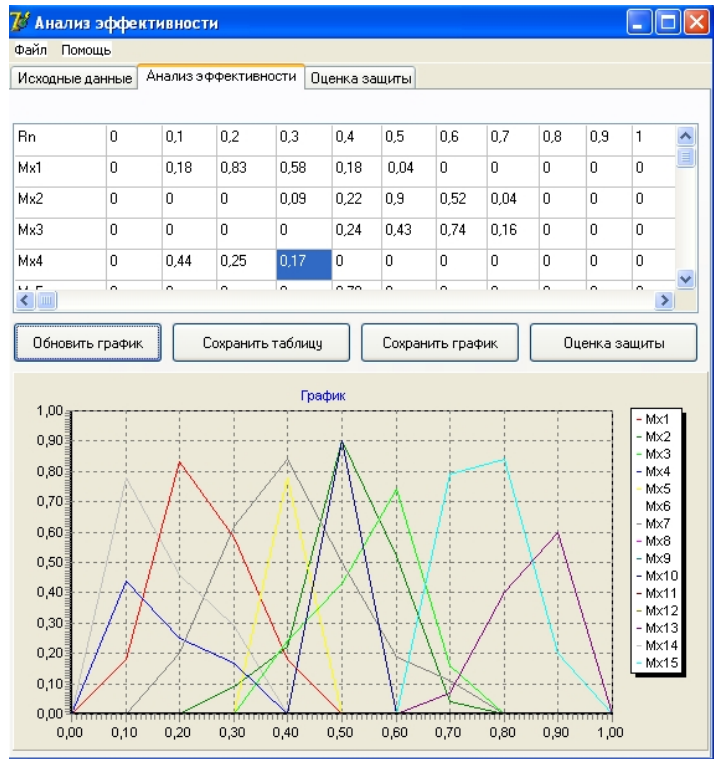 Анализ эффективности
Файл Помощь
Исходные данные Анализ эффективности Оценка защиты
Rn 0 0,1 0,2 0,3 0,4 0,5 0,6 0,7 0,8 0,9 1
Mx1 0 0,18 0,83 0,58 0,18 0,04 0 0 0 0 0
Mx2 0 0 0 0,09 0,22 0,9 0,52 0,04 0 0 0
Mx3 0 0 0 0 0,24 0,43 0,74 0,16 0 0 0
Mx4 0 0,44 0,25 0,17 0 0 0 0 0 0 0
Обновить график Сохранить таблицу Сохранить график Оценка защиты
График
1,00
0,90
0,80
0,70
0,60
0,50
0,40
0,30
0,20
0,10
0,00
0,00 0,10 0,20 0,30 0,40 0,50 0,60 0,70 0,80 0,90 1,00
Mx1
Mx2
Mx3
Mx4
Mx5
Mx6
Mx7
Mx8
Mx9
Mx10
Mx11
Mx12
Mx13
Mx14
Mx15